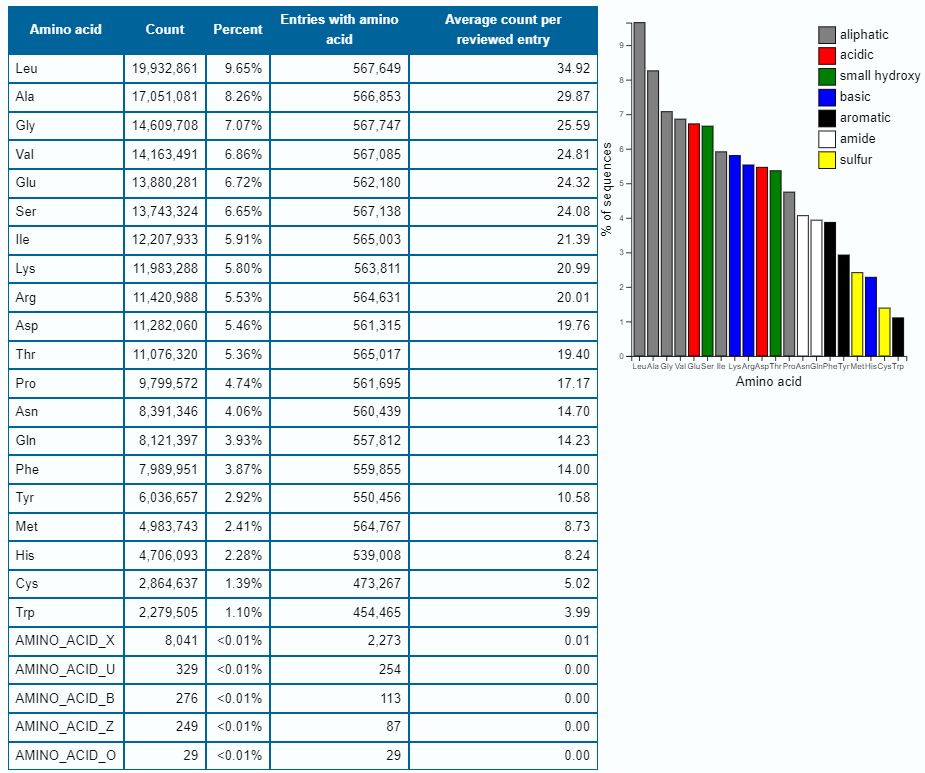 Amino acid Count Percent Entries with amino acid Average count per reviewed entry
Leu 19,932,861 9.65% 567,649 34.92
Ala 17,051,081 8.26% 566,853 29.87
Gly 14,609,708 7.07% 567,747 25.59
Val 14,163,491 6.86% 567,085 24.81
Glu 13,880,281 6.72% 562,180 24.32
Ser 13,743,324 6.65% 567,138 24.08
Ile 12,207,933 5.91% 565,003 21.39
Lys 11,983,288 5.80% 563,811 20.99
Arg 11,420,988 5.53% 564,631 20.01
Asp 11,282,060 5.46% 561,315 19.76
Thr 11,076,320 5.36% 565,017 19.40
Pro 9,799,572 4.74% 561,695 17.17
Asn 8,391,346 4.06% 560,439 14.70
Gln 8,121,397 3.93% 557,812 14.23
Phe 7,989,951 3.87% 559,855 14.00
Tyr 6,036,657 2.92% 550,456 10.58
Met 4,983,743 2.41% 564,767 8.73
His 4,706,093 2.28% 539,008 8.24
Cys 2,864,637 1.39% 473,267 5.02
Trp 2,279,505 1.10% 454,465 3.99
AMINO_ACID_X 8,041 <0.01% 2,273 0.01
AMINO_ACID_U 329 <0.01% 254 0.00
AMINO_ACID_B 276 <0.01% 113 0.00
AMINO_ACID_Z 249 <0.01% 87 0.00
AMINO_ACID_O 29 <0.01% 29 0.00
aliphatic
acidic
small hydroxy
basic
aromatic
amide
sulfur
% of sequences
9
8
7
6
5
4
3
2
1
0
Leu Ala Gly Val Glu Ser Ile Lys Arg Asp Thr Pro Asn Gln Phe Tyr Met His Cys Trp
Amino acid